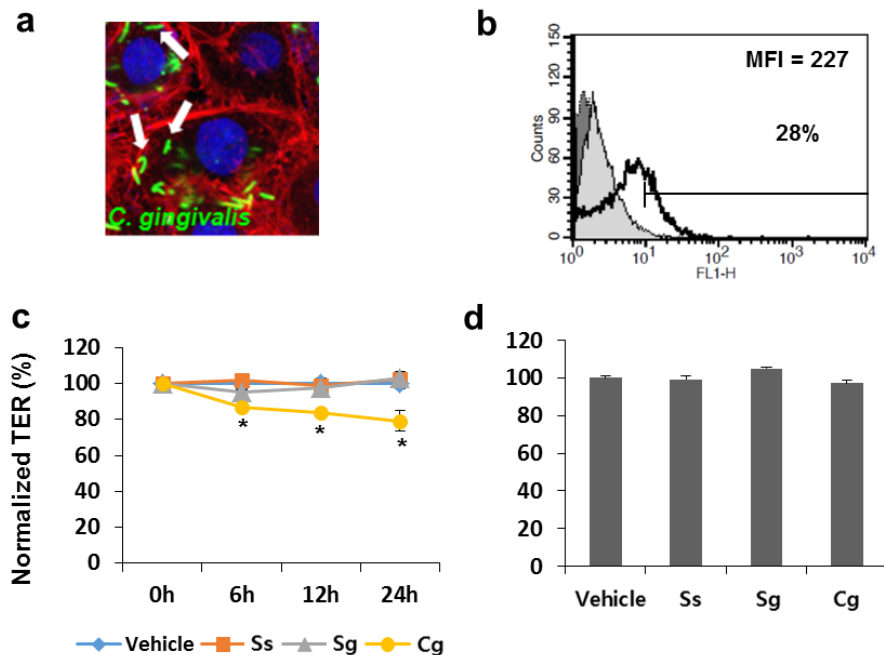 a
C. gingivalis
b
MFI = 227
28%
Counts
150
120
90
60
30
0
10^0 10^1 10^2 10^3 10^4
FL1-H
c
Normalized TER (%)
120
100
80
60
40
20
0
* * *
0h 6h 12h 24h
Vehicle Ss Sg Cg
d
120
100
80
60
40
20
0
Vehicle Ss Sg Cg